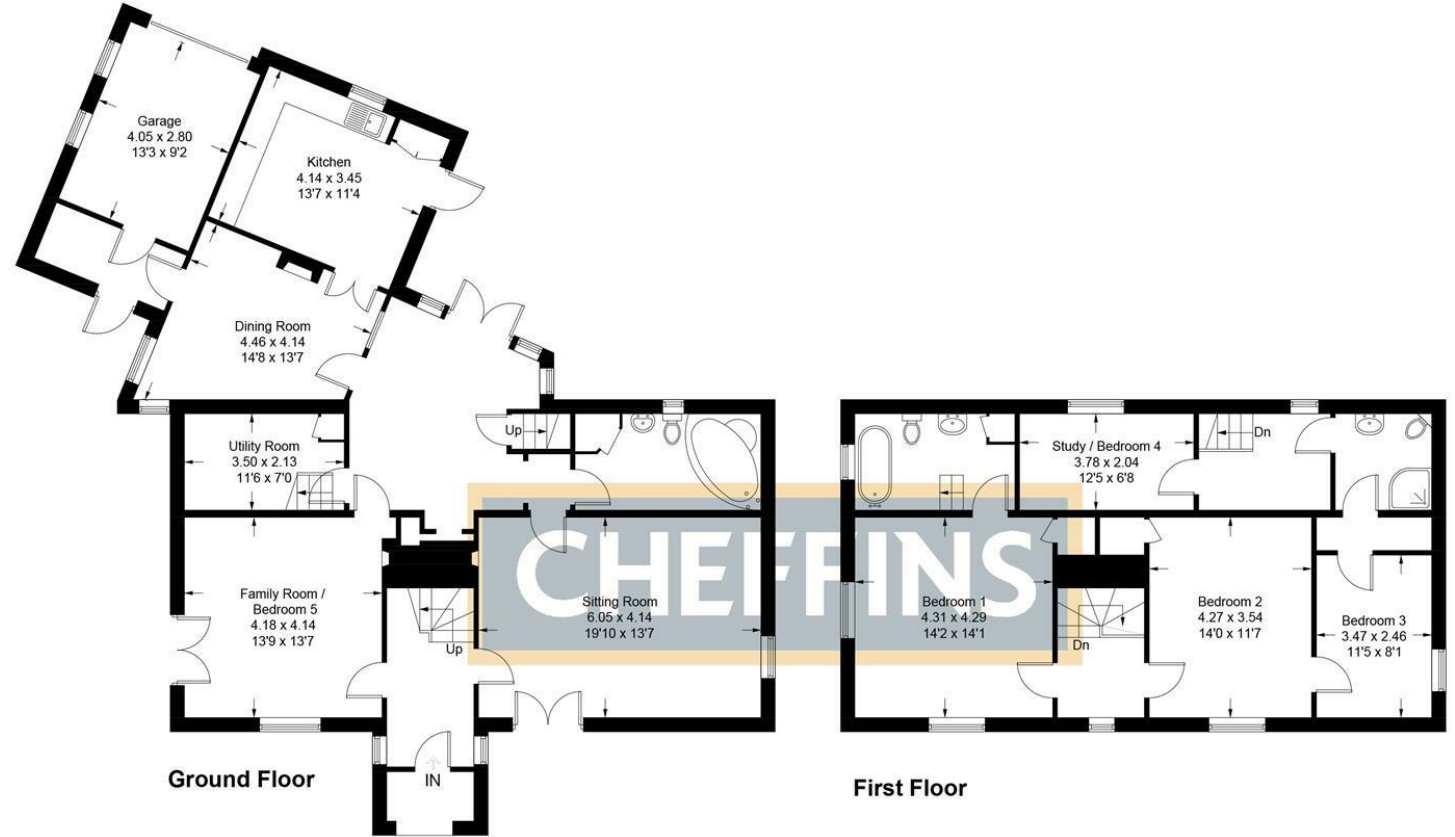 Garage
4.05 x 2.80
13'3 x 9'2
Kitchen
4.14 x 3.45
13'7 x 11'4
Dining Room
4.46 x 4.14
14'8 x 13'7
Utility Room
3.50 x 2.13
11'6 x 7'0
Up
Family Room /
Bedroom 5
4.18 x 4.14
13'9 x 13'7
Up
Sitting Room
6.05 x 4.14
19'10 x 13'7
IN
Ground Floor
CHEFFINS
Study / Bedroom 4
3.78 x 2.04
12'5 x 6'8
Dn
Bedroom 1
4.31 x 4.29
14'2 x 14'1
Dn
Bedroom 2
4.27 x 3.54
14'0 x 11'7
Bedroom 3
3.47 x 2.46
11'5 x 8'1
First Floor